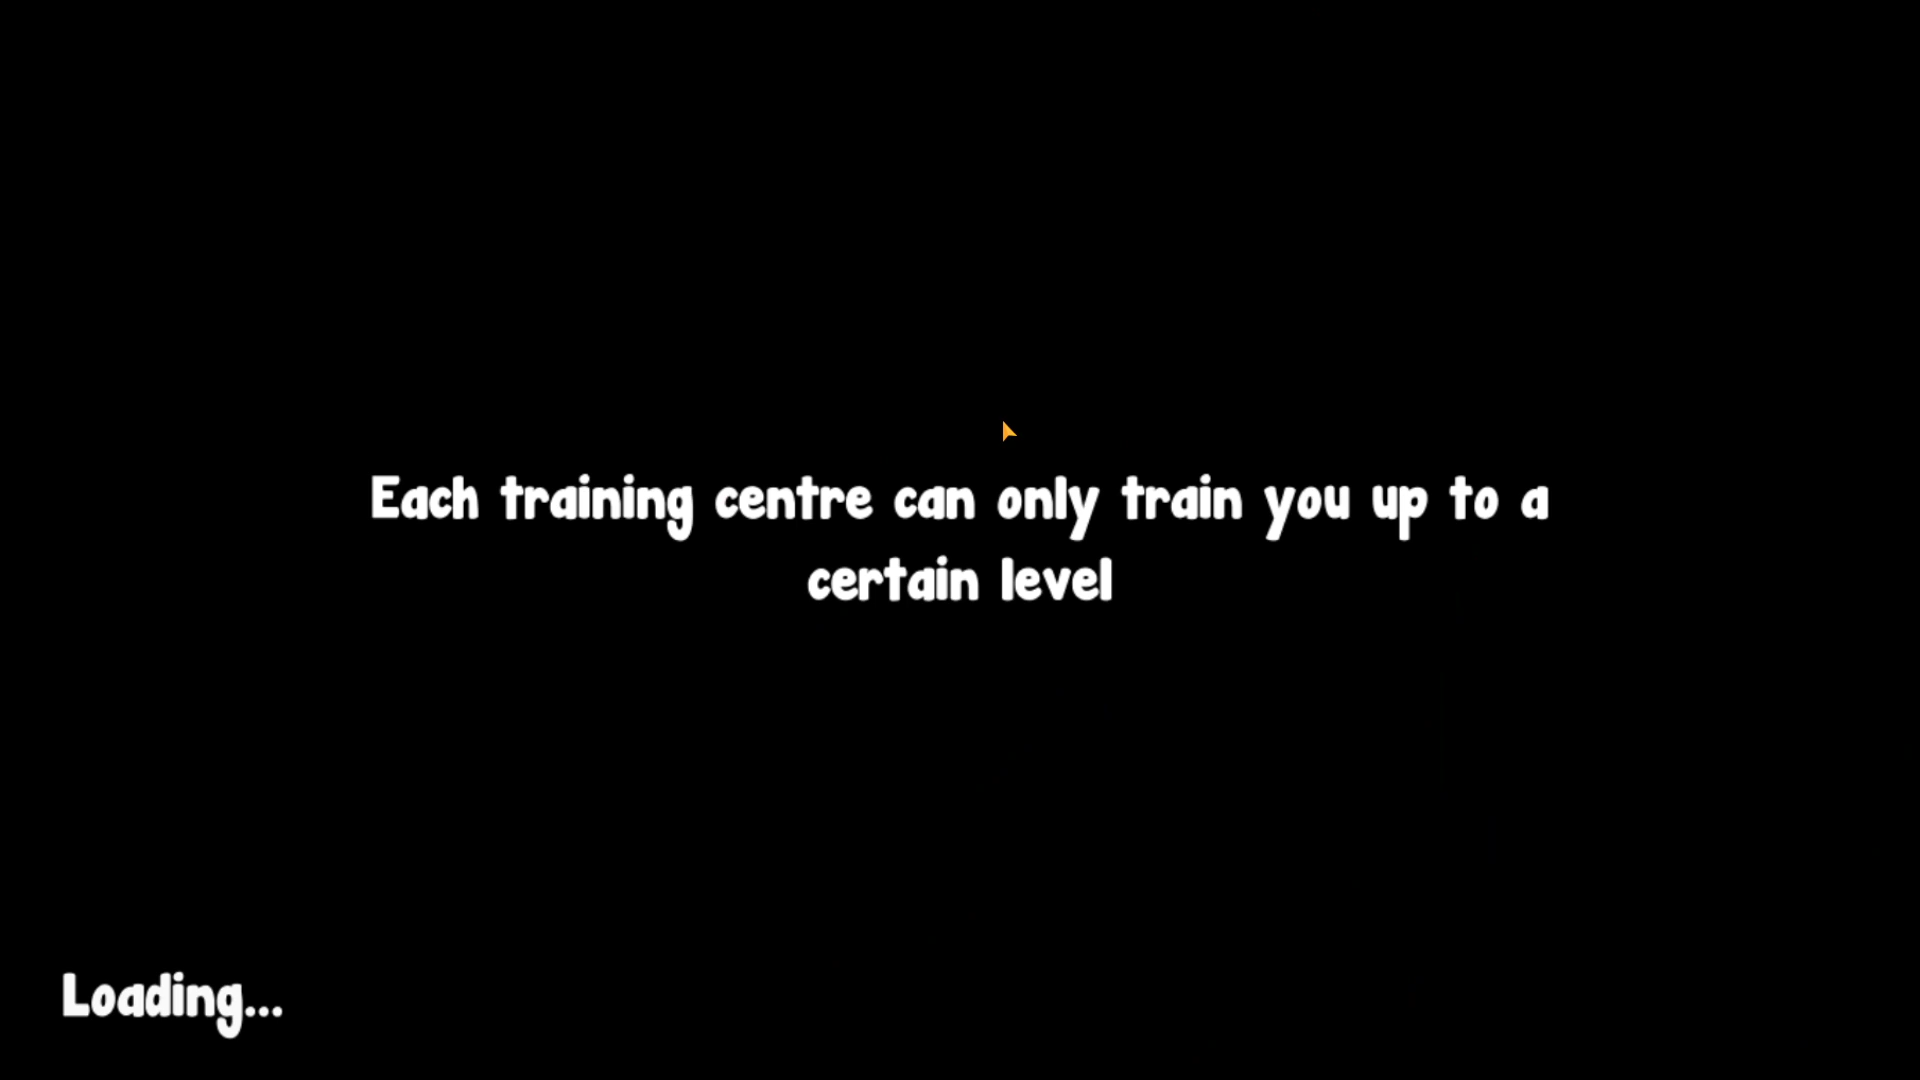 Each training centre can only train you up to a
certain level
Loading...